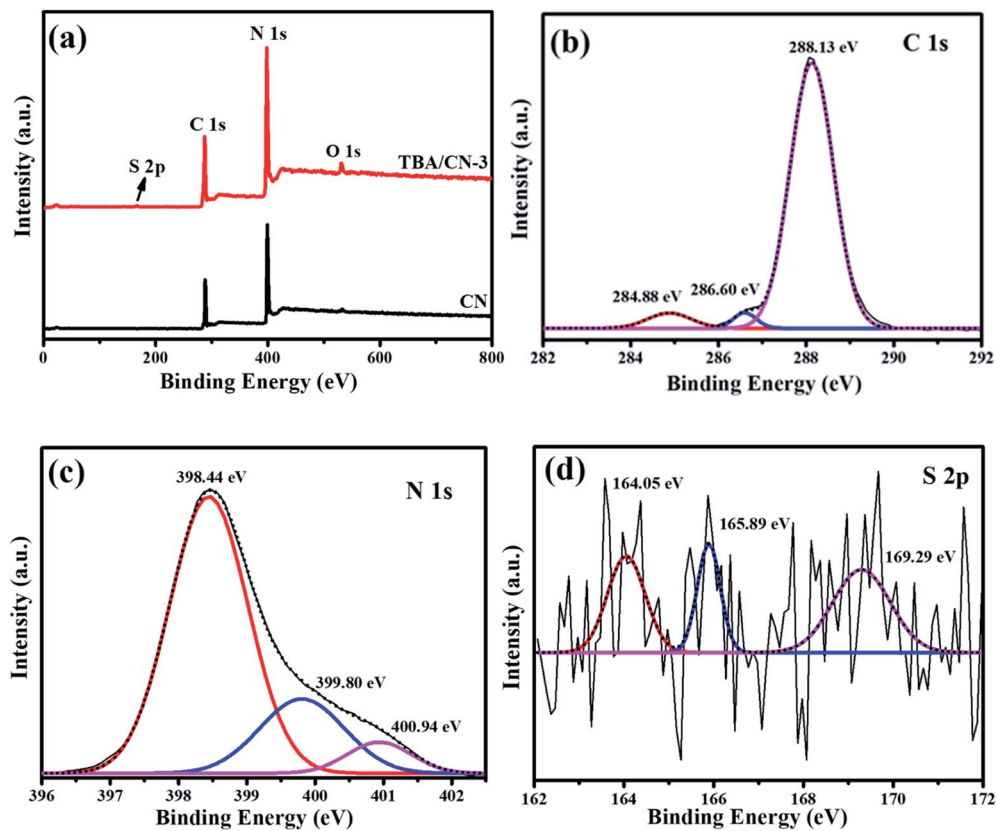 (a)
N 1s
C 1s
S 2p
O 1s
TBA/CN-3
CN
Intensity (a.u.)
0 200 400 600 800
Binding Energy (eV)
(b)
288.13 eV
C 1s
284.88 eV
286.60 eV
Intensity (a.u.)
282 284 286 288 290 292
Binding Energy (eV)
(c)
398.44 eV
N 1s
399.80 eV
400.94 eV
Intensity (a.u.)
396 397 398 399 400 401 402
Binding Energy (eV)
(d)
164.05 eV
S 2p
165.89 eV
169.29 eV
Intensity (a.u.)
162 164 166 168 170 172
Binding Energy (eV)